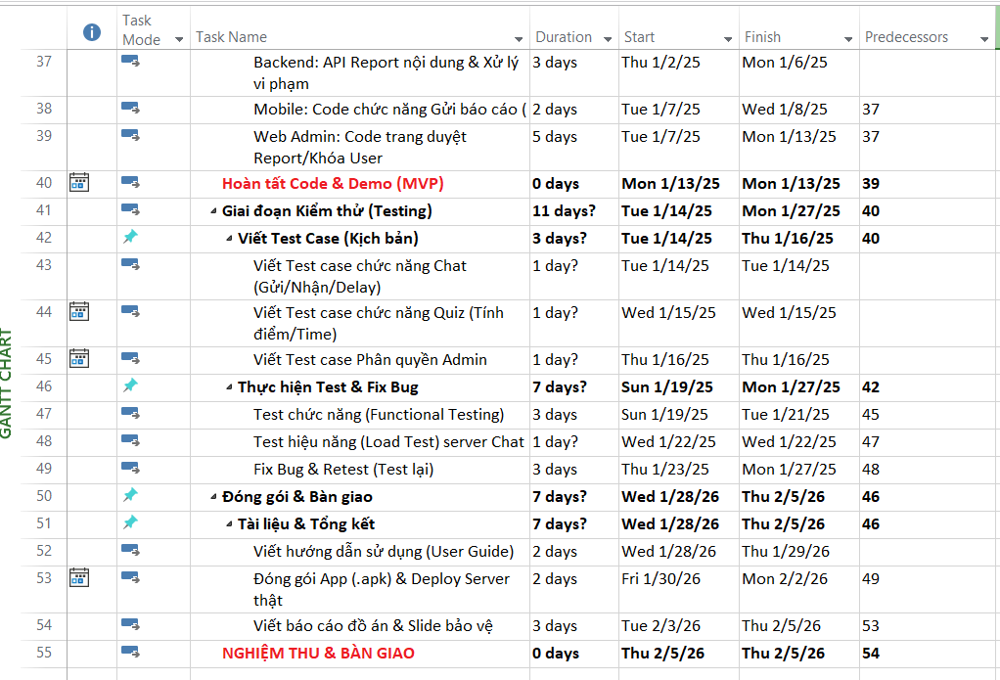 Task
Mode Task Name Duration Start Finish Predecessors
37 Backend: API Report nội dung & Xử lý 3 days Thu 1/2/25 Mon 1/6/25
vi phạm
38 Mobile: Code chức năng Gửi báo cáo ( 2 days Tue 1/7/25 Wed 1/8/25 37
39 Web Admin: Code trang duyệt 5 days Tue 1/7/25 Mon 1/13/25 37
Report/Khóa User
40 Hoàn tất Code & Demo (MVP) 0 days Mon 1/13/25 Mon 1/13/25 39
41 Giai đoạn Kiểm thử (Testing) 11 days? Tue 1/14/25 Mon 1/27/25 40
42 Viết Test Case (Kịch bản) 3 days? Tue 1/14/25 Thu 1/16/25 40
43 Viết Test case chức năng Chat 1 day? Tue 1/14/25 Tue 1/14/25
(Gửi/Nhận/Delay)
44 Viết Test case chức năng Quiz (Tính 1 day? Wed 1/15/25 Wed 1/15/25
điểm/Time)
45 Viết Test case Phân quyền Admin 1 day? Thu 1/16/25 Thu 1/16/25
46 Thực hiện Test & Fix Bug 7 days? Sun 1/19/25 Mon 1/27/25 42
47 Test chức năng (Functional Testing) 3 days Sun 1/19/25 Tue 1/21/25 45
48 Test hiệu năng (Load Test) server Chat 1 day? Wed 1/22/25 Wed 1/22/25 47
49 Fix Bug & Retest (Test lại) 3 days Thu 1/23/25 Mon 1/27/25 48
50 Đóng gói & Bàn giao 7 days? Wed 1/28/26 Thu 2/5/26 46
51 Tài liệu & Tổng kết 7 days? Wed 1/28/26 Thu 2/5/26 46
52 Viết hướng dẫn sử dụng (User Guide) 2 days Wed 1/28/26 Thu 1/29/26
53 Đóng gói App (.apk) & Deploy Server 2 days Fri 1/30/26 Mon 2/2/26 49
thật
54 Viết báo cáo đồ án & Slide bảo vệ 3 days Tue 2/3/26 Thu 2/5/26 53
55 NGHIỆM THU & BÀN GIAO 0 days Thu 2/5/26 Thu 2/5/26 54
GANTT CHART